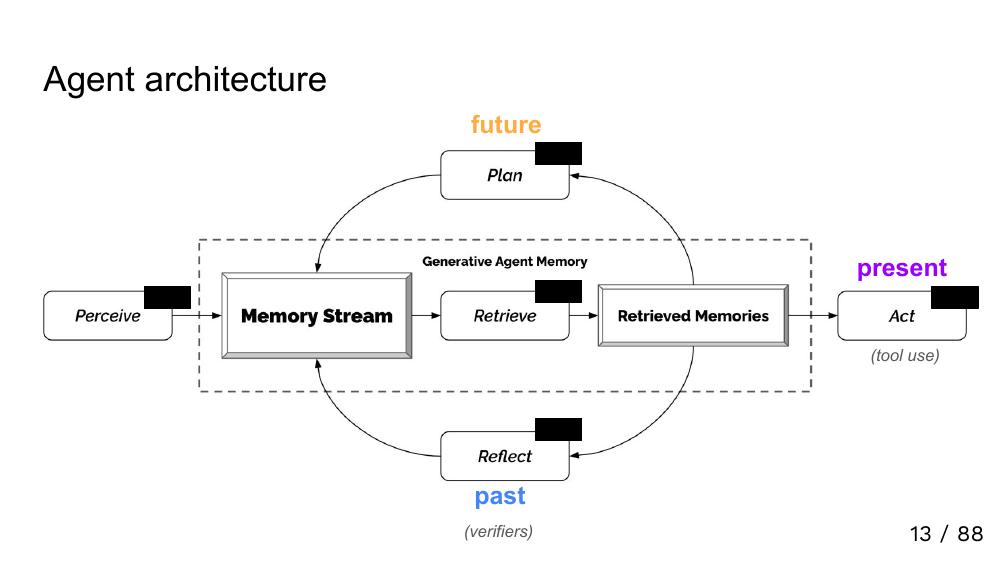 Agent architecture
future
Plan
Generative Agent Memory
present
Perceive
Memory Stream
Retrieve
Retrieved Memories
Act
(tool use)
Reflect
past
(verifiers)
13 / 88